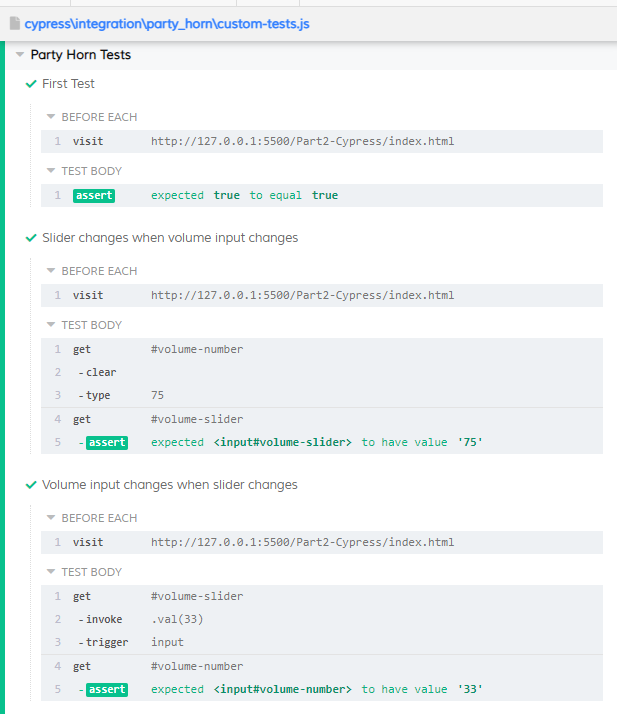 cypress\integration\party_horn\custom-tests.js
Party Horn Tests
First Test
BEFORE EACH
1 visit http://127.0.0.1:5500/Part2-Cypress/index.html
TEST BODY
1 assert expected true to equal true
Slider changes when volume input changes
BEFORE EACH
1 visit http://127.0.0.1:5500/Part2-Cypress/index.html
TEST BODY
1 get #volume-number
2 -clear
3 -type 75
4 get #volume-slider
5 -assert expected <input#volume-slider> to have value '75'
Volume input changes when slider changes
BEFORE EACH
1 visit http://127.0.0.1:5500/Part2-Cypress/index.html
TEST BODY
1 get #volume-slider
2 -invoke .val(33)
3 -trigger input
4 get #volume-number
5 -assert expected <input#volume-number> to have value '33'